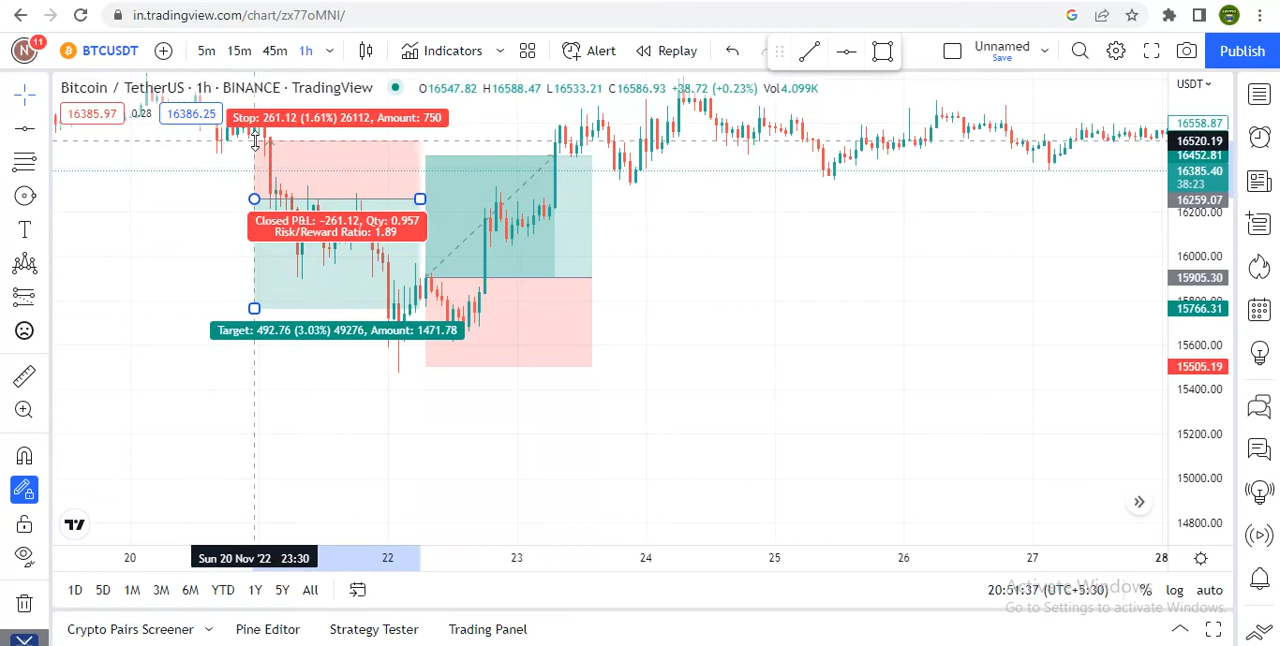 in.tradingview.com/chart/zx77oMNI/
N 11 BTCUSDT 5m 15m 45m 1h Indicators Alert Replay Unnamed Save Publish
Bitcoin / TetherUS · 1h · BINANCE · TradingView O16547.82 H16588.47 L16533.21 C16586.93 +38.72 (+0.23%) Vol4.099K
USDT
16385.97 0.28 16386.25
Stop: 261.12 (1.61%) 26112, Amount: 750
Closed P&L: −261.12, Qty: 0.957
Risk/Reward Ratio: 1.89
Target: 492.76 (3.03%) 49276, Amount: 1471.78
16558.87
16520.19
16452.81
16385.40
38:23
16259.07
16200.00
16000.00
15905.30
15766.31
15600.00
15505.19
15400.00
15200.00
15000.00
14800.00
20 Sun 20 Nov '22 23:30 22 23 24 25 26 27 28
1D 5D 1M 3M 6M YTD 1Y 5Y All 20:51:37 (UTC+5:30) % log auto
Activate Windows
Go to Settings to activate Windows.
Crypto Pairs Screener Pine Editor Strategy Tester Trading Panel